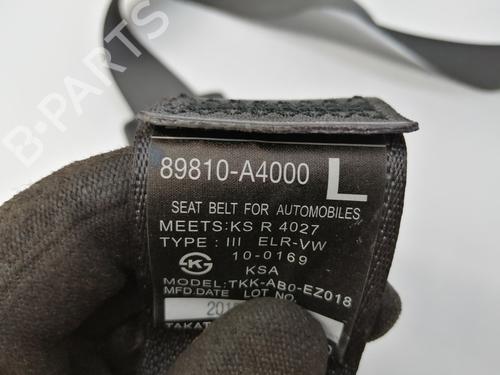 B-PARTS
89810-A4000 L
SEAT BELT FOR AUTOMOBILES
MEETS:KS R 4027
TYPE : III ELR-VW
10-0169
KSA
MODEL:TKK-AB0-EZ018
MFD.DATE LOT NO.